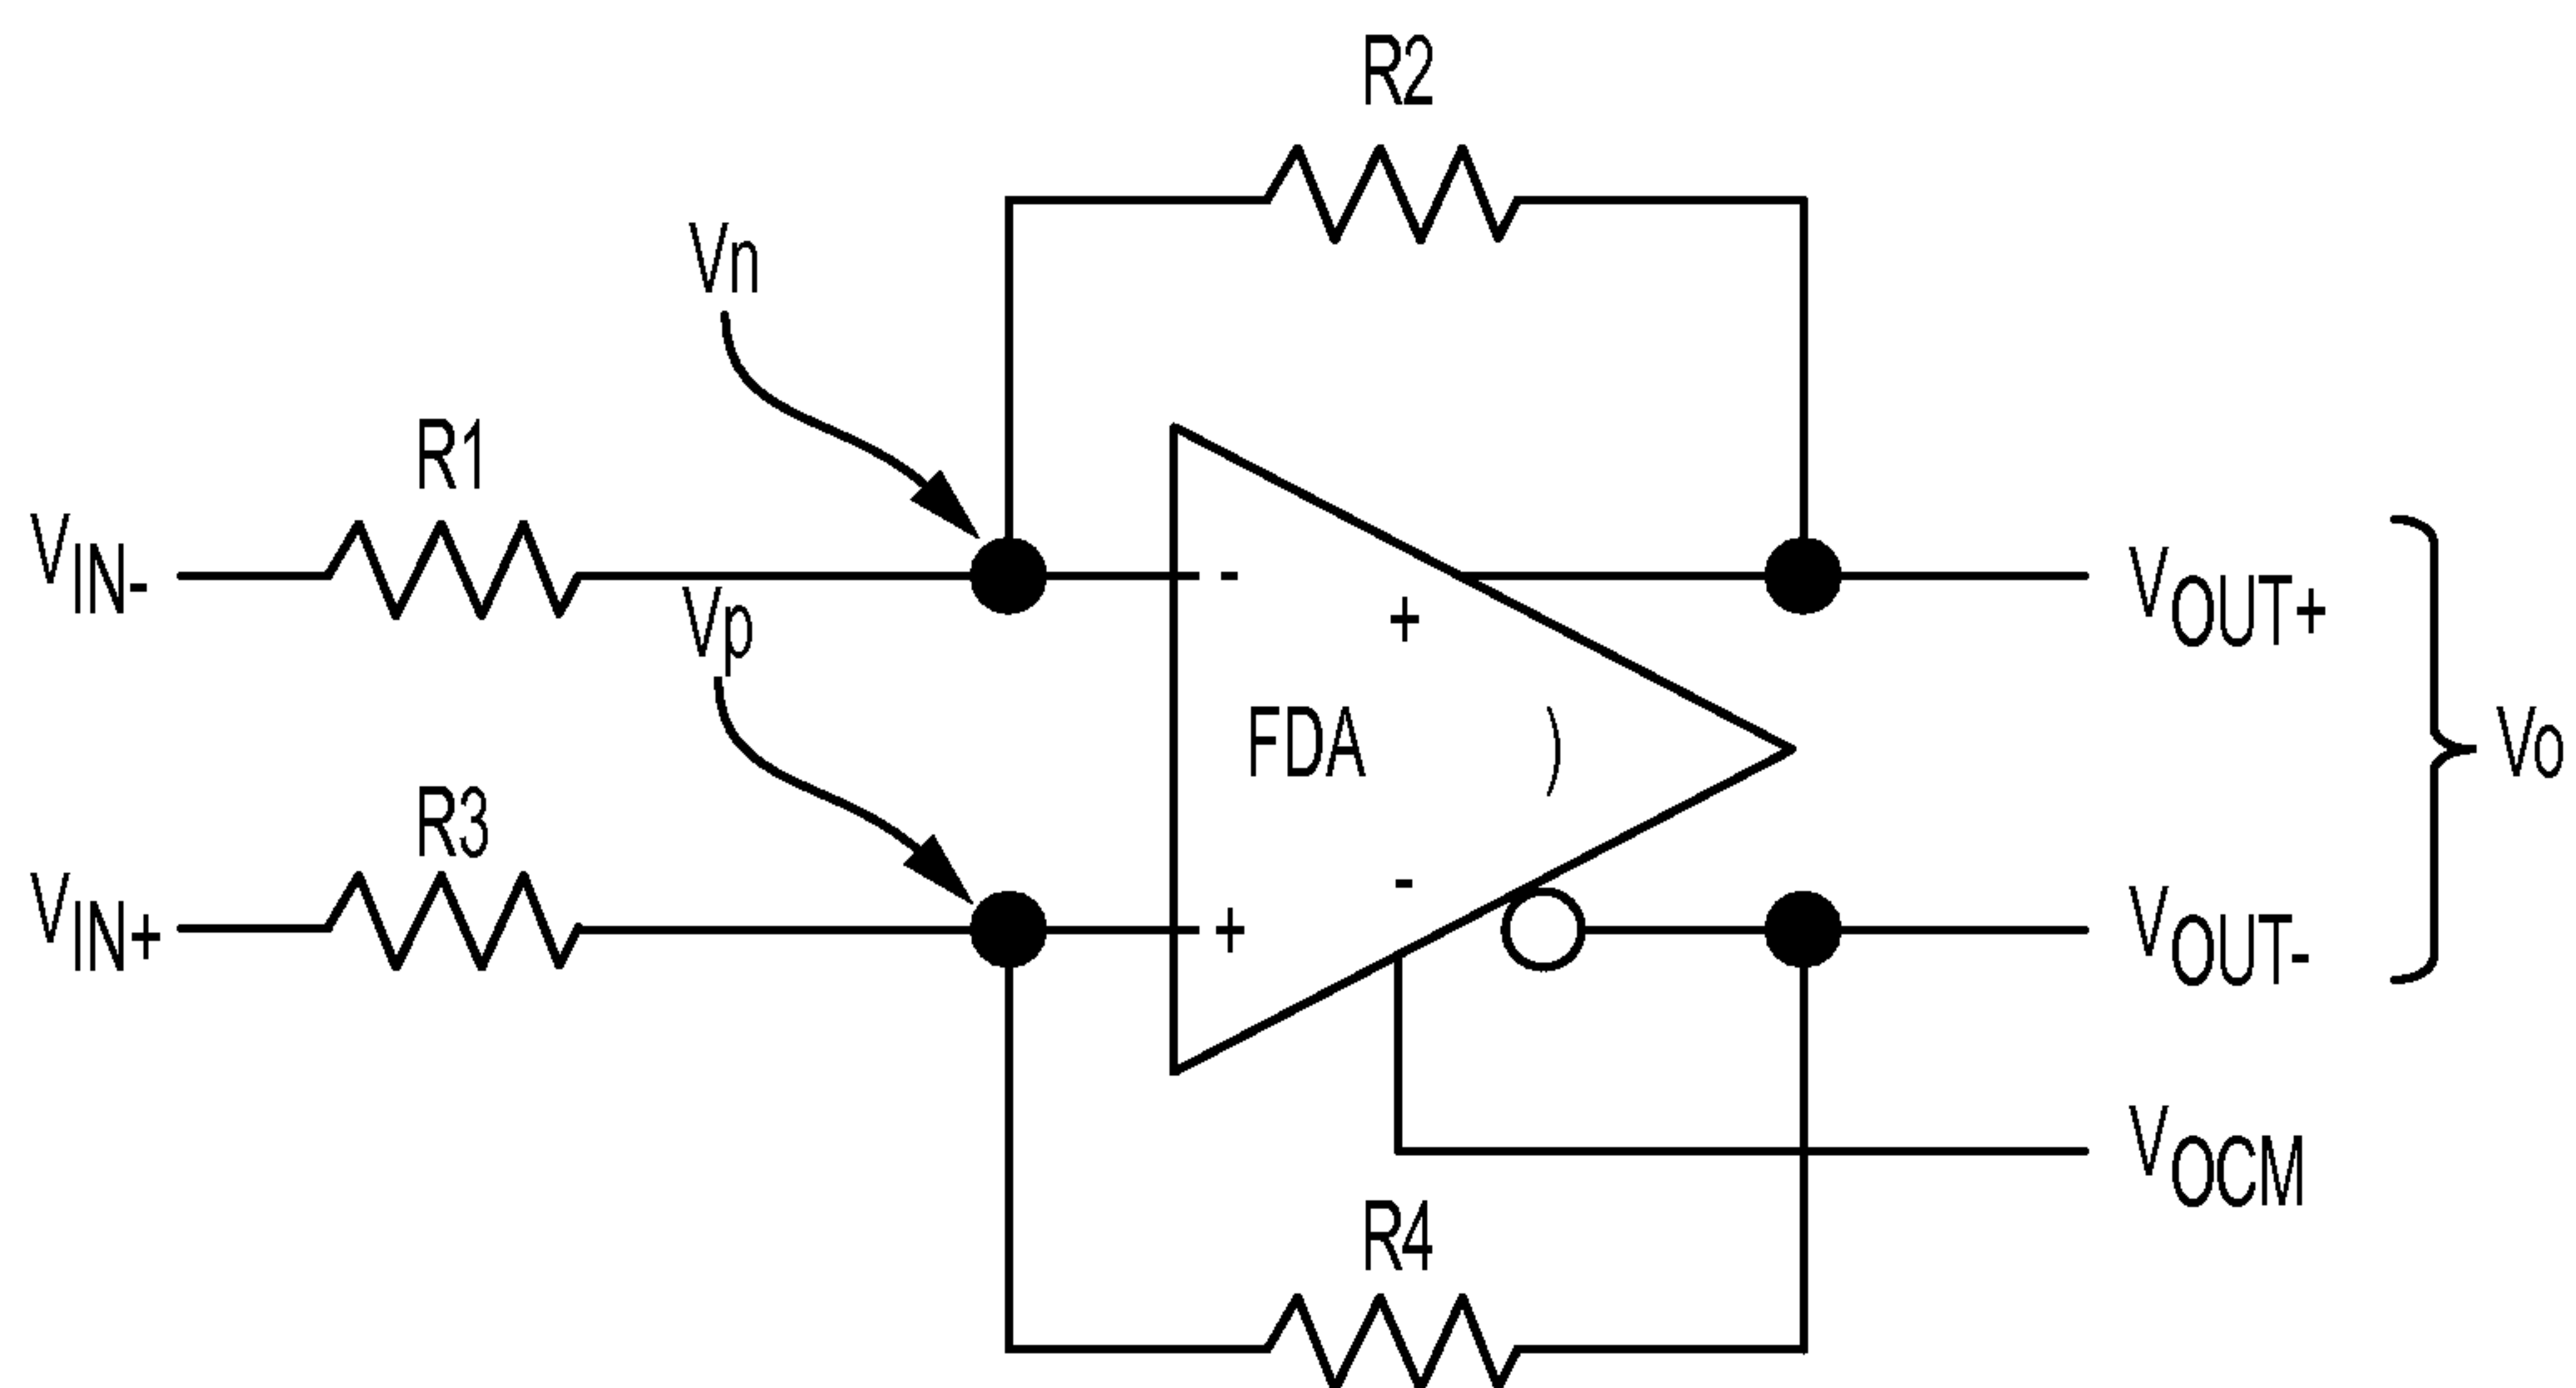 R2
Vn
R1
VIN-
Vp
-
+
VOUT+
FDA )
Vo
R3
VIN+
+
-
VOUT-
VOCM
R4